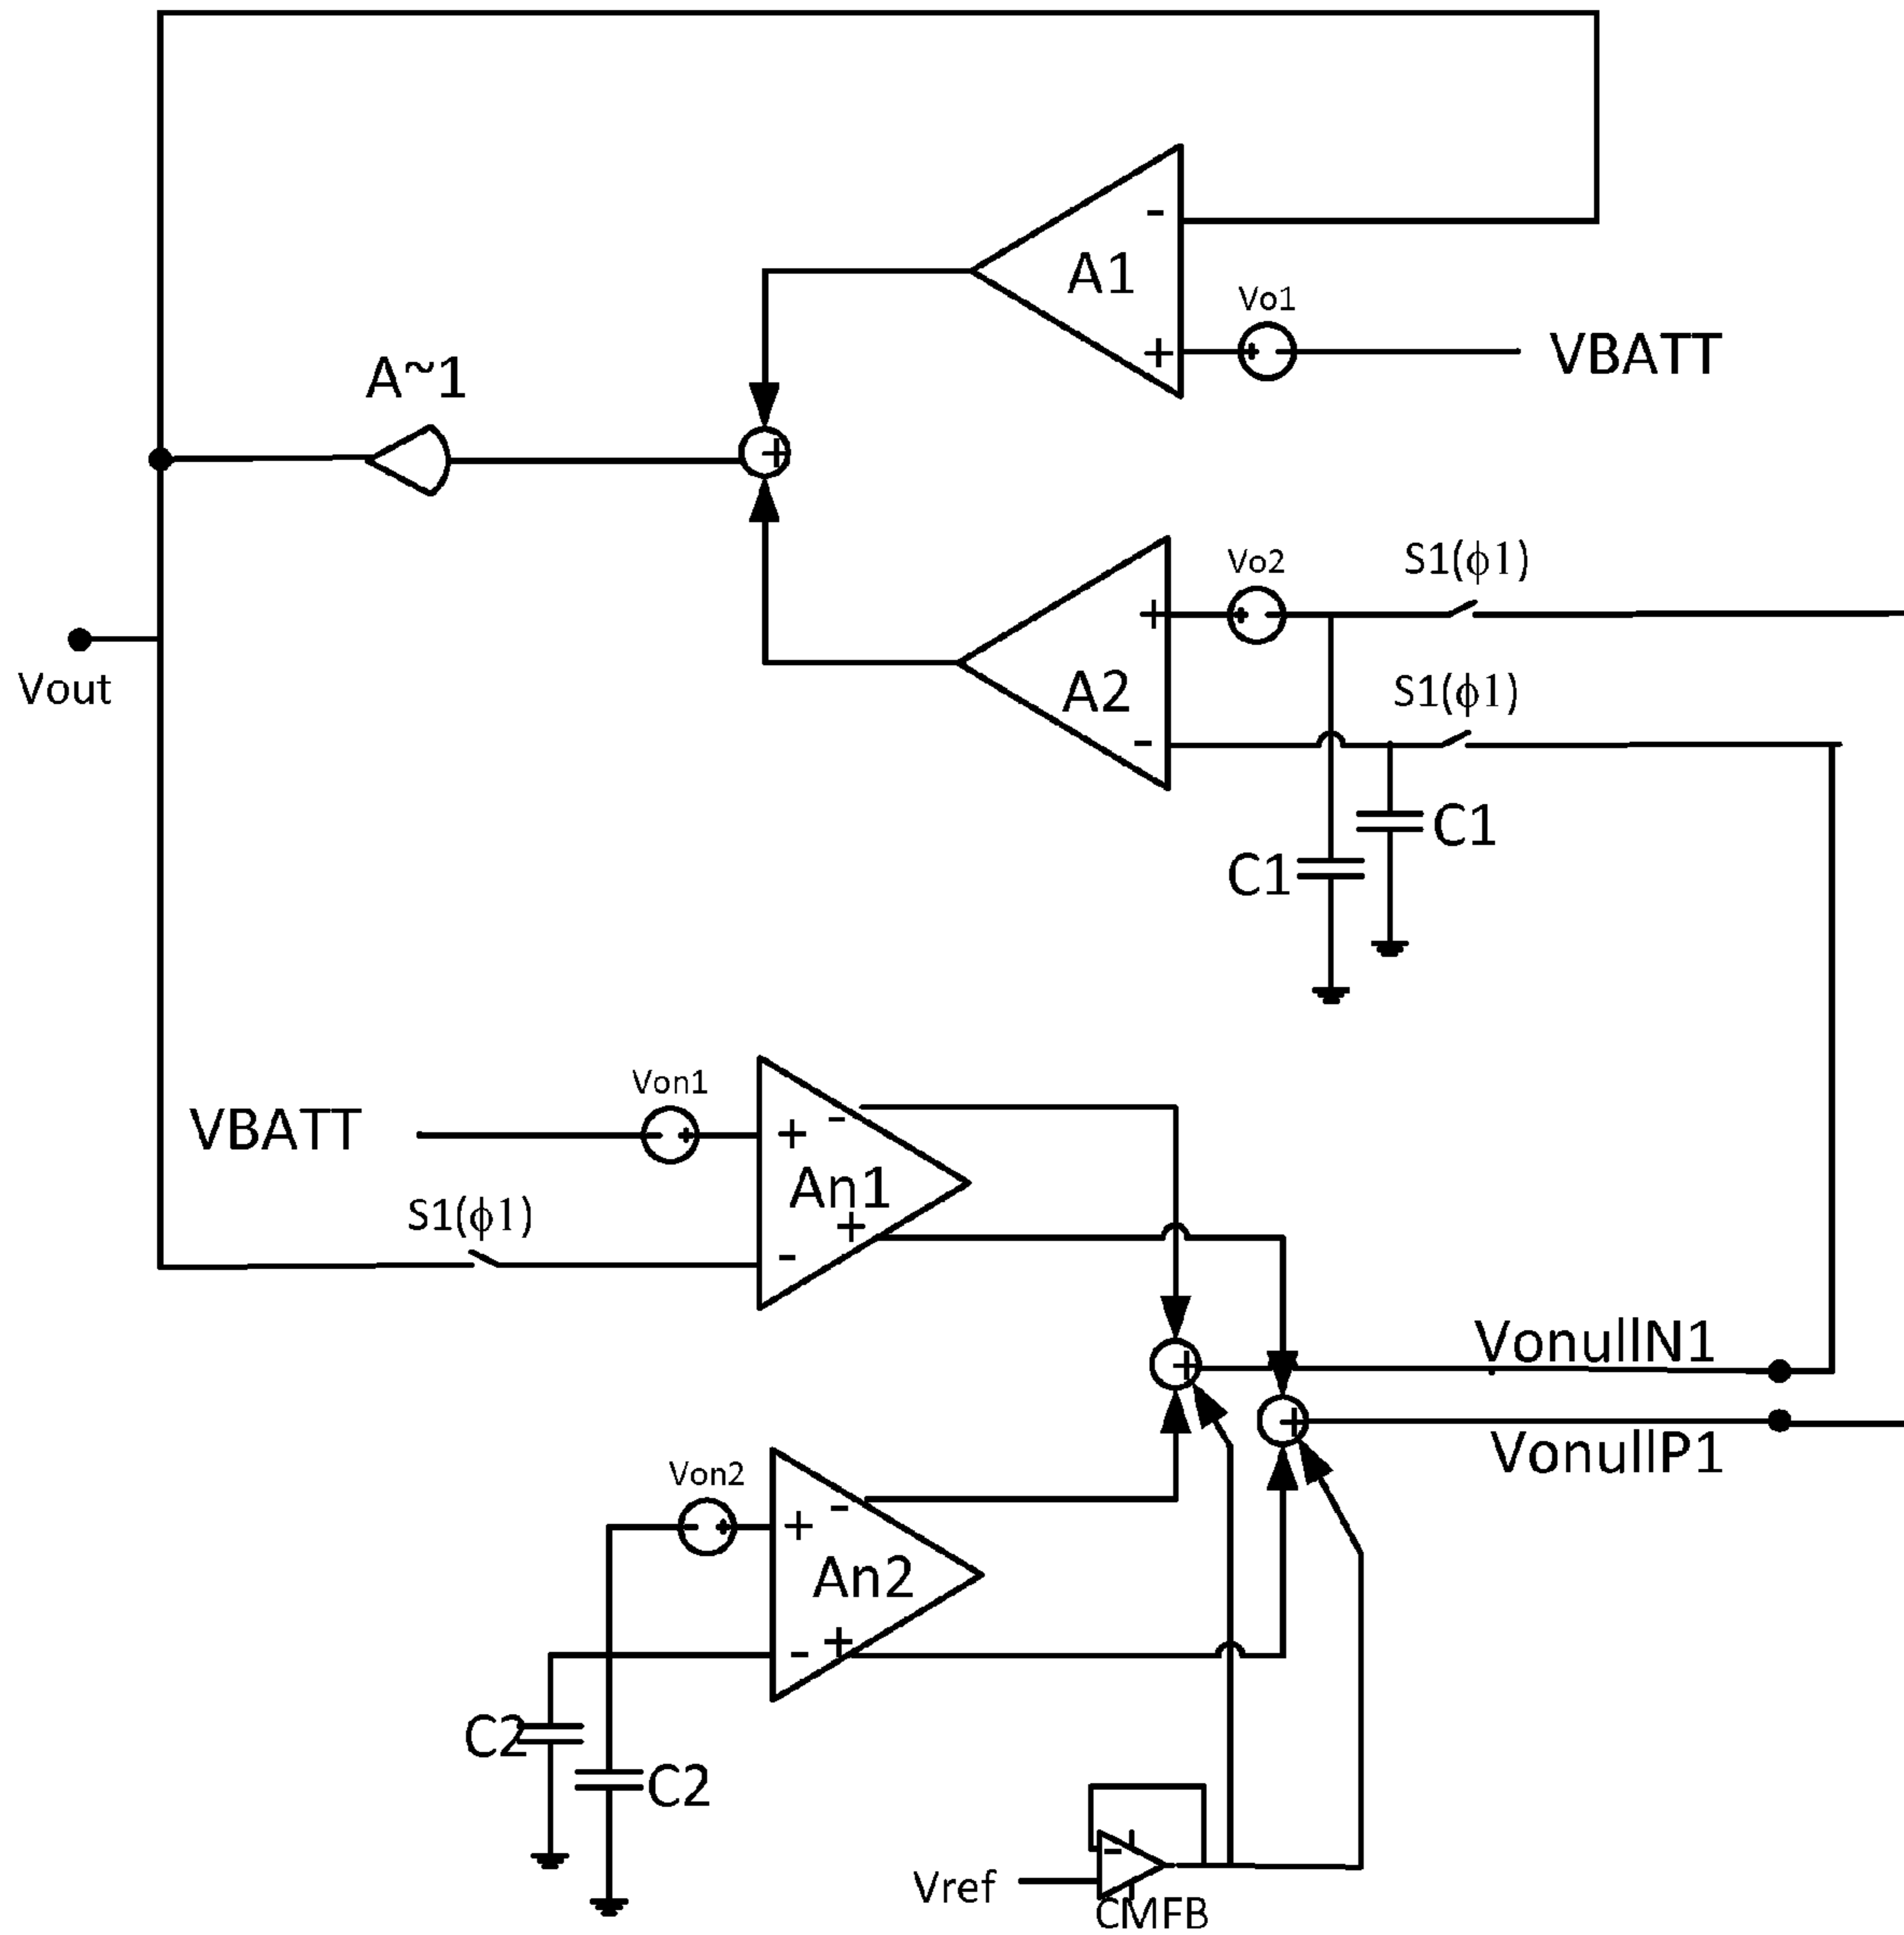 A1
Vo1
VBATT
A~1
Vo2
S1(ϕ1)
A2
S1(ϕ1)
Vout
C1
C1
Von1
VBATT
An1
S1(ϕ1)
VonullN1
VonullP1
Von2
An2
C2
C2
Vref
CMFB